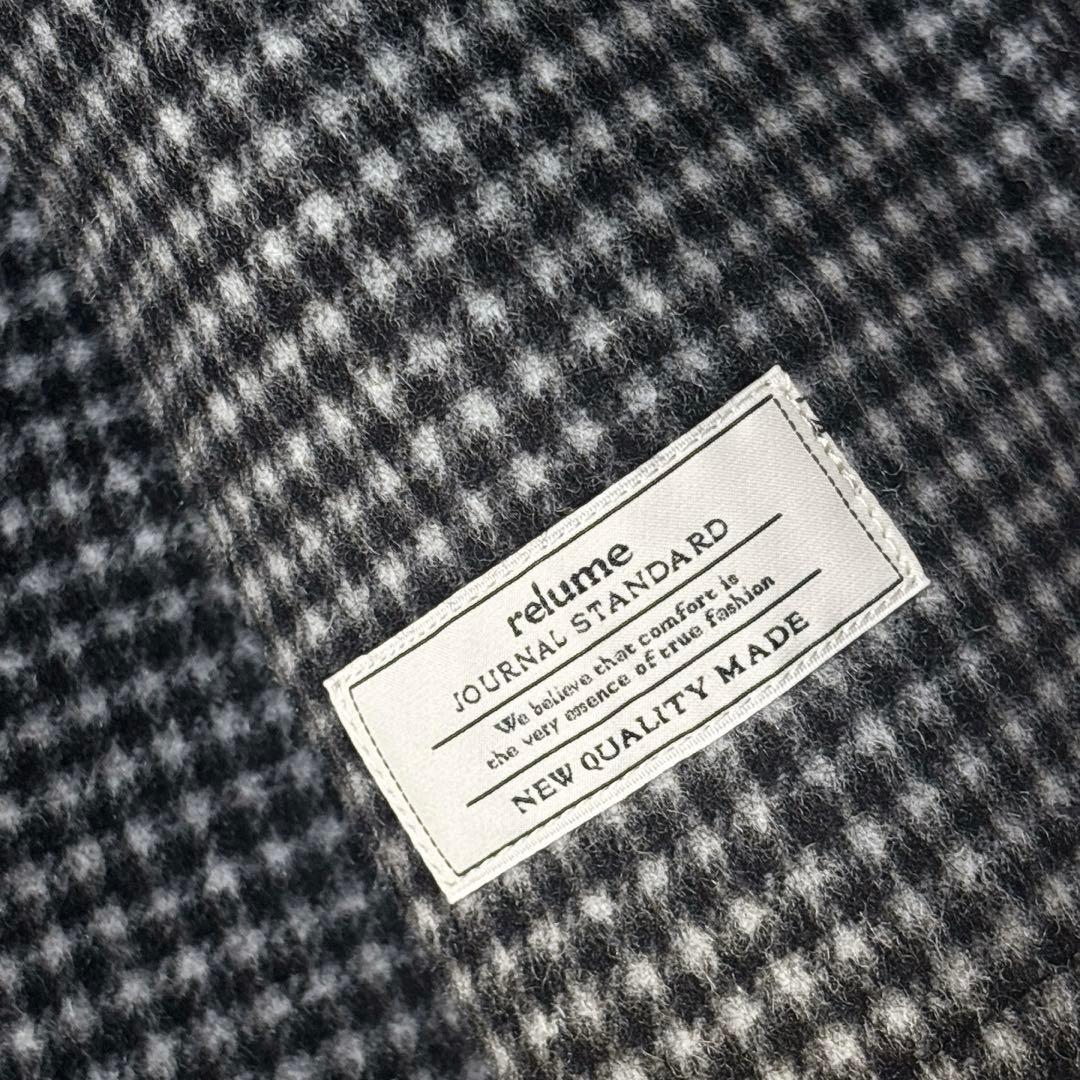 relume
JOURNAL STANDARD
We believe that comfort is
the very essence of true fashion
NEW QUALITY MADE